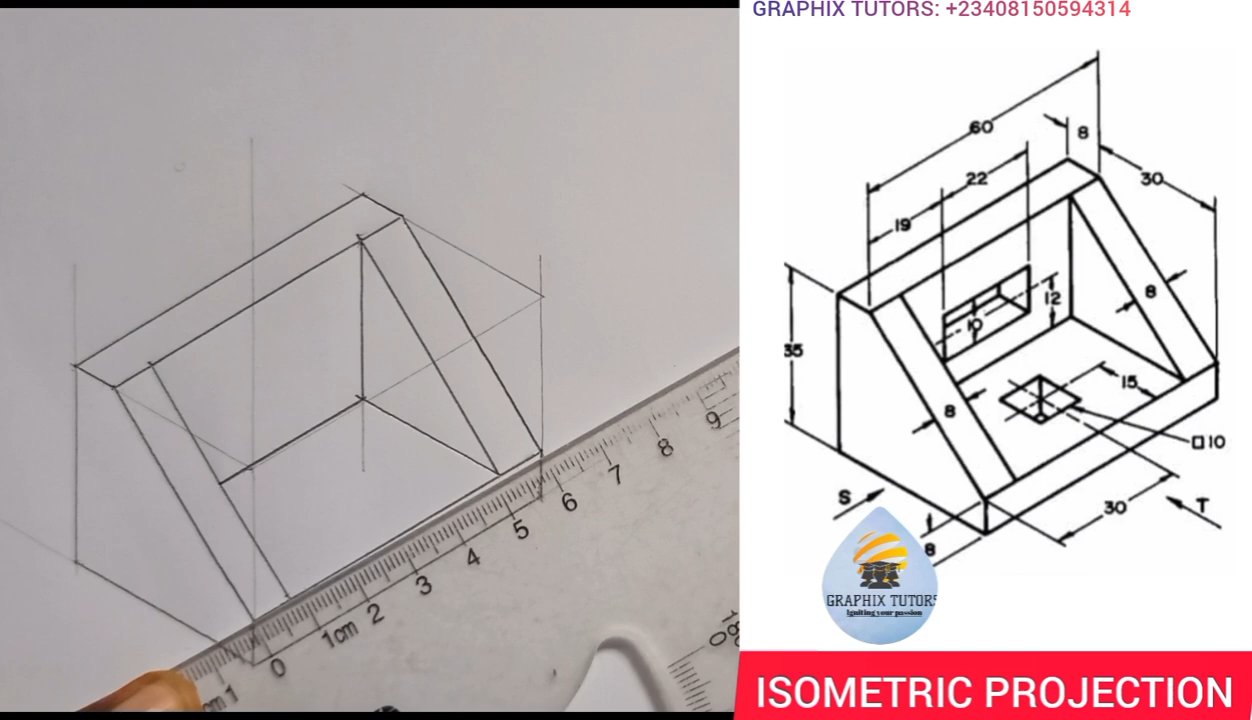 GRAPHIX TUTORS: +23408150594314
60
8
22
30
19
12
10
8
35
15
8
□10
S
30
T
8
GRAPHIX TUTORS
Igniting your passion
ISOMETRIC PROJECTION
cm1 0 1cm 2 3 4 5 6 7 8 9